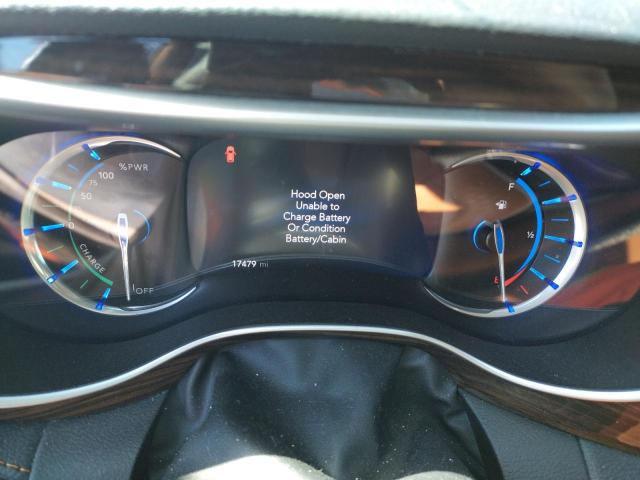 %PWR
100
75
50
0
CHARGE
OFF
Hood Open
Unable to
Charge Battery
Or Condition
Battery/Cabin
17479 mi
F
½
E